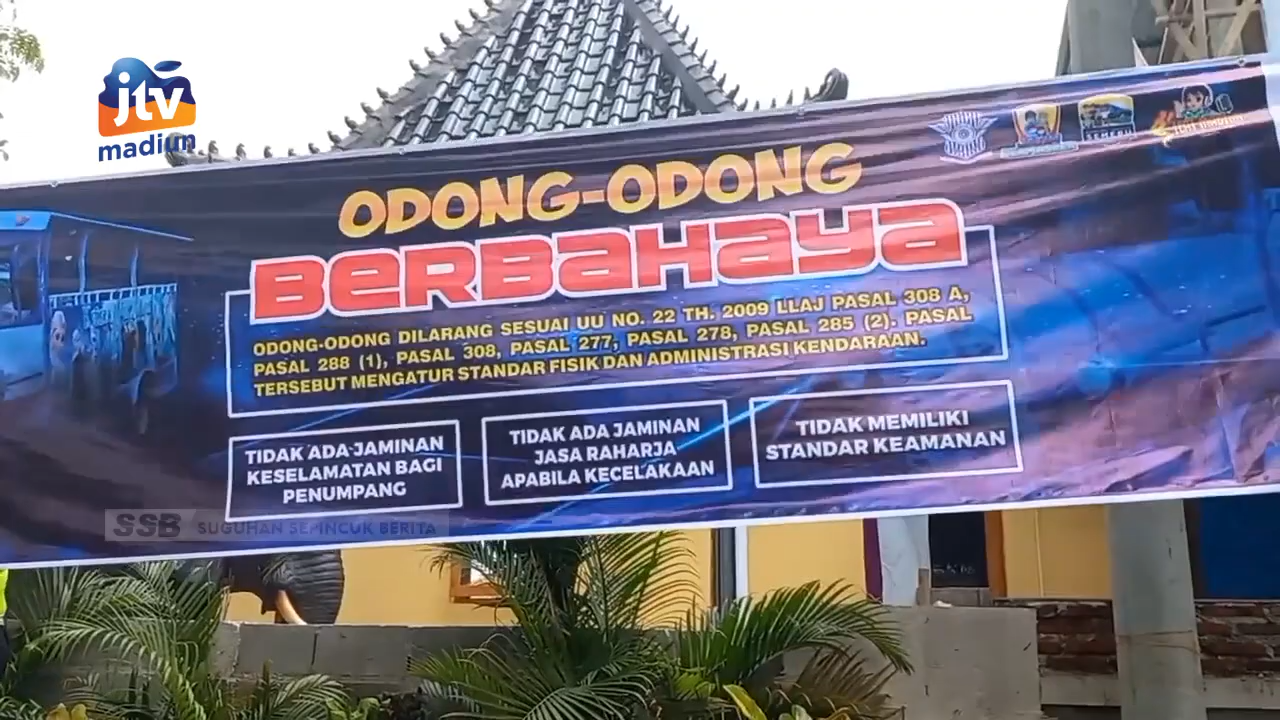 jtv
madiun
ODONG-ODONG
BERBAHAYA
ODONG-ODONG DILARANG SESUAI UU NO. 22 TH. 2009 LLAJ PASAL 308 A,
PASAL 288 (1), PASAL 308, PASAL 277, PASAL 278, PASAL 285 (2). PASAL
TERSEBUT MENGATUR STANDAR FISIK DAN ADMINISTRASI KENDARAAN.
TIDAK ADA JAMINAN
KESELAMATAN BAGI
PENUMPANG
TIDAK ADA JAMINAN
JASA RAHARJA
APABILA KECELAKAAN
TIDAK MEMILIKI
STANDAR KEAMANAN
SSB SUGUHAN SEPINCUK BERITA